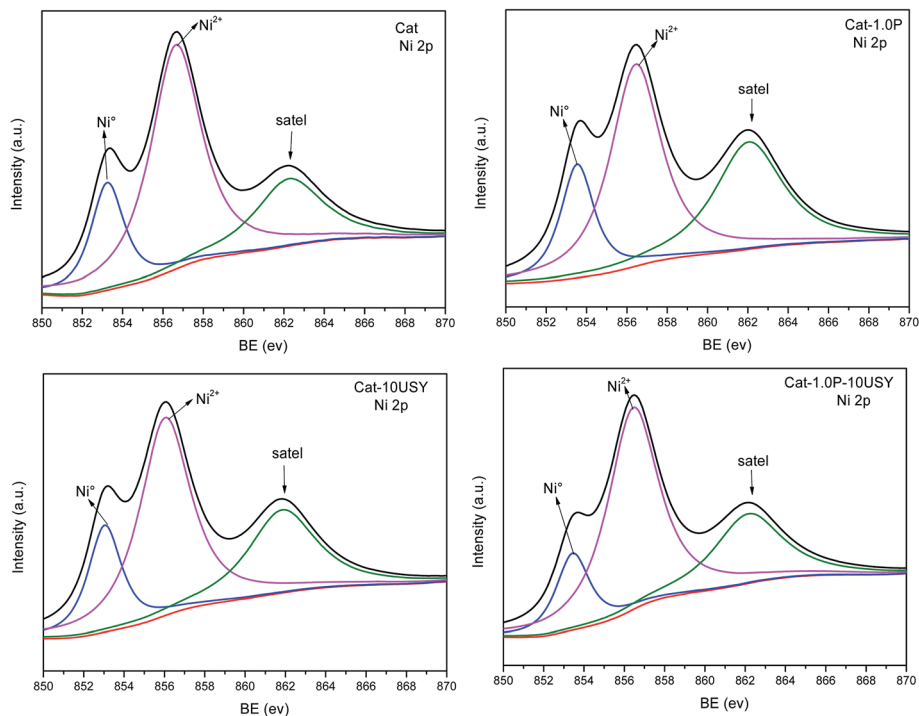 Cat
Ni 2p
Ni²⁺
Ni°
satel
Intensity (a.u.)
850 852 854 856 858 860 862 864 866 868 870
BE (ev)
Cat-1.0P
Ni 2p
Ni²⁺
Ni°
satel
Intensity (a.u.)
850 852 854 856 858 860 862 864 866 868 870
BE (ev)
Cat-10USY
Ni 2p
Ni²⁺
Ni°
satel
Intensity (a.u.)
850 852 854 856 858 860 862 864 866 868 870
BE (ev)
Cat-1.0P-10USY
Ni 2p
Ni²⁺
Ni°
satel
Intensity (a.u.)
850 852 854 856 858 860 862 864 866 868 870
BE (ev)